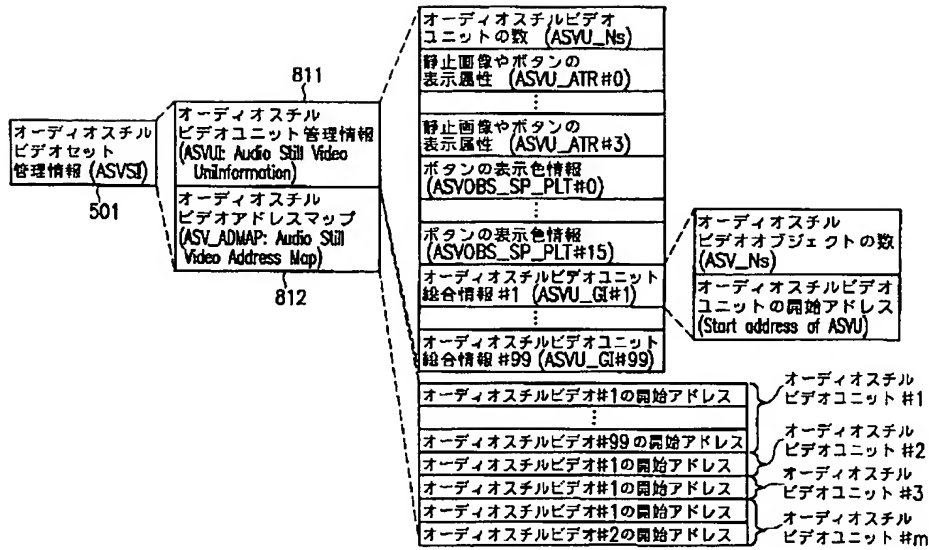 オーディオスチル
ビデオセット
管理情報 (ASVSI)
501
811
オーディオスチル
ビデオユニット管理情報
(ASVUI: Audio Still Video
UniInformation)
オーディオスチル
ビデオアドレスマップ
(ASV_ADMAP: Audio Still
Video Address Map)
812
オーディオスチルビデオ
ユニットの数 (ASVU_Ns)
静止画像やボタンの
表示属性 (ASVU_ATR#0)
⋮
静止画像やボタンの
表示属性 (ASVU_ATR#3)
ボタンの表示色情報
(ASVOBS_SP_PLT#0)
⋮
ボタンの表示色情報
(ASVOBS_SP_PLT#15)
オーディオスチルビデオユニット
総合情報#1 (ASVU_GI#1)
⋮
オーディオスチルビデオユニット
総合情報#99 (ASVU_GI#99)
オーディオスチル
ビデオオブジェクトの数
(ASV_Ns)
オーディオスチルビデオ
ユニットの開始アドレス
(Start address of ASVU)
オーディオスチルビデオ#1の開始アドレス
⋮
オーディオスチルビデオ#99の開始アドレス
オーディオスチルビデオ#1の開始アドレス
オーディオスチルビデオ#1の開始アドレス
オーディオスチルビデオ#1の開始アドレス
オーディオスチルビデオ#2の開始アドレス
オーディオスチル
ビデオユニット#1
オーディオスチル
ビデオユニット#2
オーディオスチル
ビデオユニット#3
オーディオスチル
ビデオユニット#m